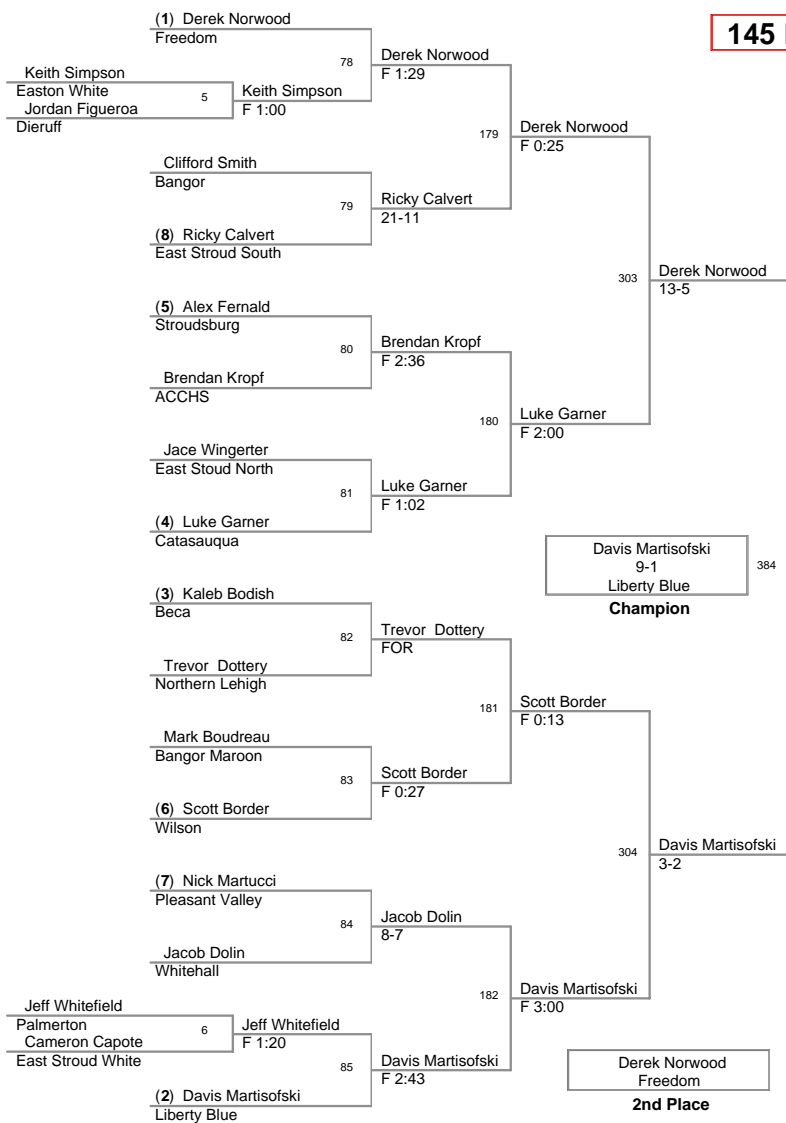 (1) Derek Norwood
Freedom
145
78
Derek Norwood
F 1:29
Keith Simpson
Easton White
5
Keith Simpson
F 1:00
Jordan Figueroa
Dieruff
179
Derek Norwood
F 0:25
Clifford Smith
Bangor
79
Ricky Calvert
21-11
(8) Ricky Calvert
East Stroud South
303
Derek Norwood
13-5
(5) Alex Fernald
Stroudsburg
80
Brendan Kropf
F 2:36
Brendan Kropf
ACCHS
180
Luke Garner
F 2:00
Jace Wingerter
East Stoud North
81
Luke Garner
F 1:02
(4) Luke Garner
Catasauqua
Davis Martisofski
9-1
Liberty Blue
384
Champion
(3) Kaleb Bodish
Beca
82
Trevor Dottery
FOR
Trevor Dottery
Northern Lehigh
181
Scott Border
F 0:13
Mark Boudreau
Bangor Maroon
83
Scott Border
F 0:27
(6) Scott Border
Wilson
304
Davis Martisofski
3-2
(7) Nick Martucci
Pleasant Valley
84
Jacob Dolin
8-7
Jacob Dolin
Whitehall
182
Davis Martisofski
F 3:00
Jeff Whitefield
Palmerton
6
Jeff Whitefield
F 1:20
Cameron Capote
East Stroud White
85
Davis Martisofski
F 2:43
(2) Davis Martisofski
Liberty Blue
Derek Norwood
Freedom
2nd Place